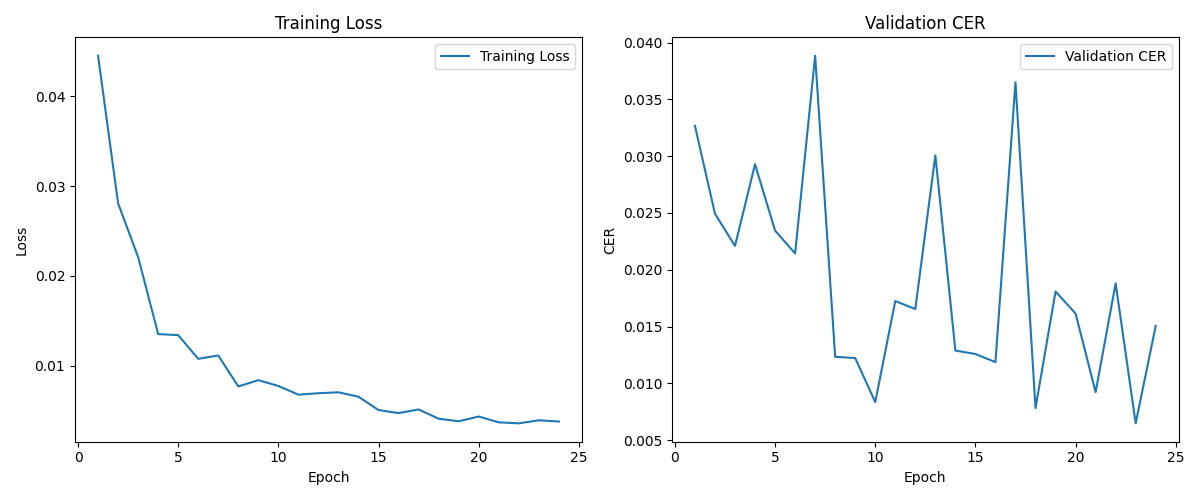 Training Loss
Training Loss
0.04
0.03
0.02
0.01
Loss
0 5 10 15 20 25
Epoch
Validation CER
Validation CER
0.040
0.035
0.030
0.025
0.020
0.015
0.010
0.005
CER
0 5 10 15 20 25
Epoch